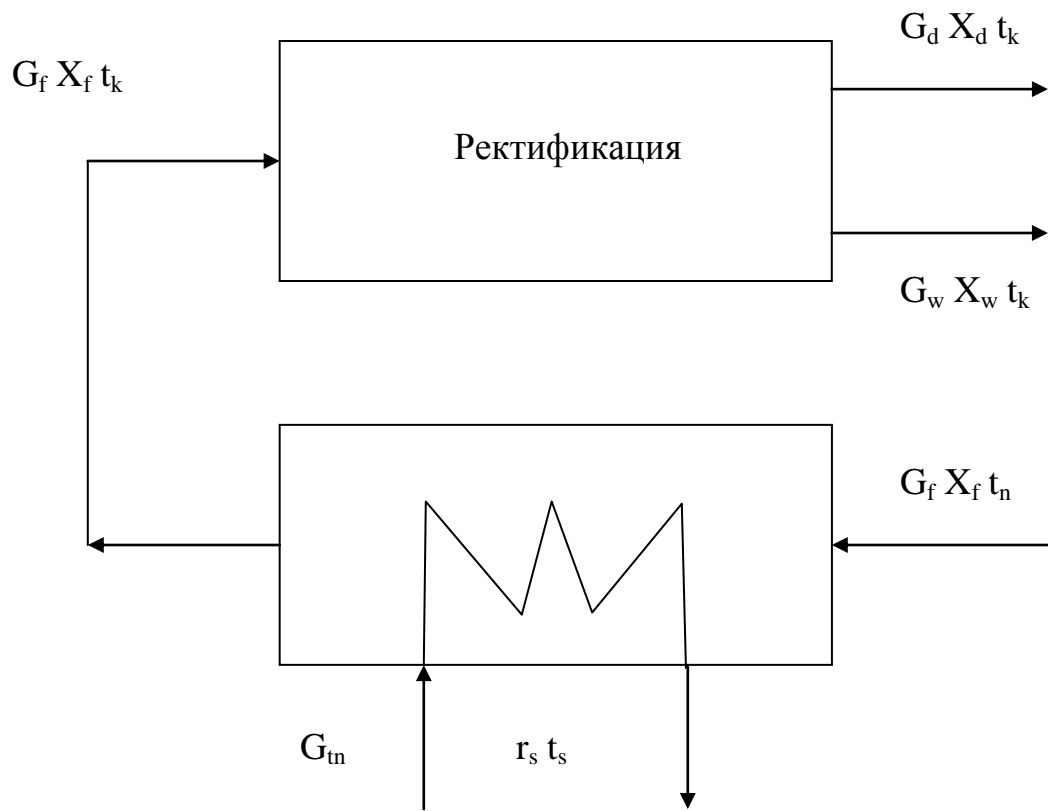 G_d X_d t_k
G_f X_f t_k
Ректификация
G_w X_w t_k
G_f X_f t_n
G_tn
r_s t_s